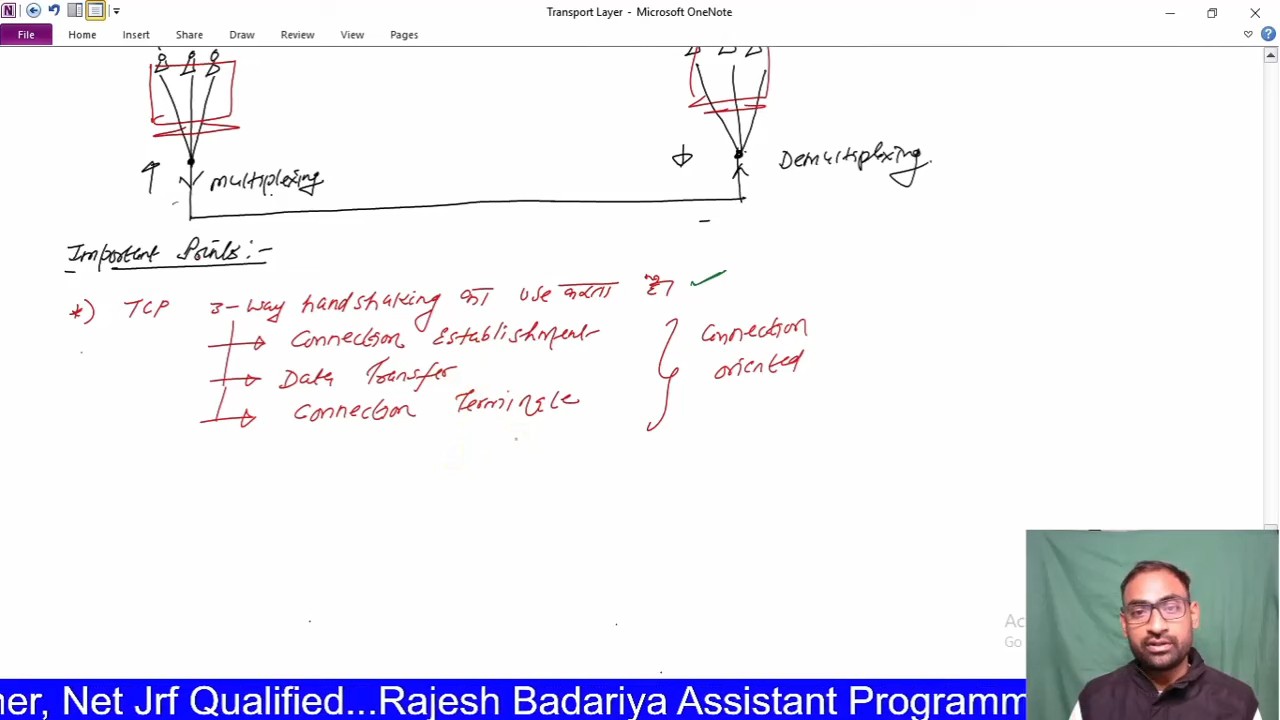 Transport Layer - Microsoft OneNote
File Home Insert Share Draw Review View Pages
Multiplexing
Demultiplexing
Important Points:-
*) TCP 3-way handshaking का use करता है
Connection Establishment
Data Transfer
Connection Terminate
Connection
oriented
Ac
Go
ner, Net Jrf Qualified...Rajesh Badariya Assistant Programm